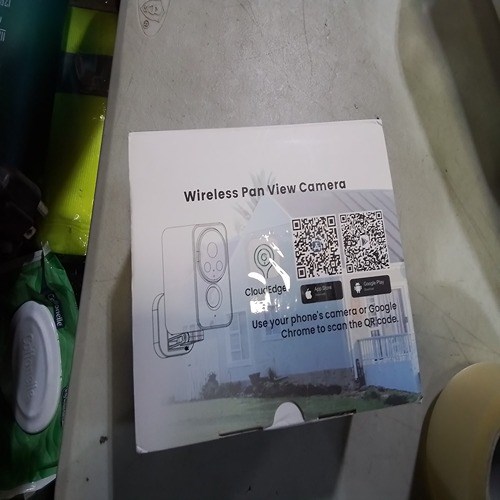 Wireless Pan View Camera
CloudEdge
App Store
Google Play
Use your phone's camera or Google
Chrome to scan the QR code.